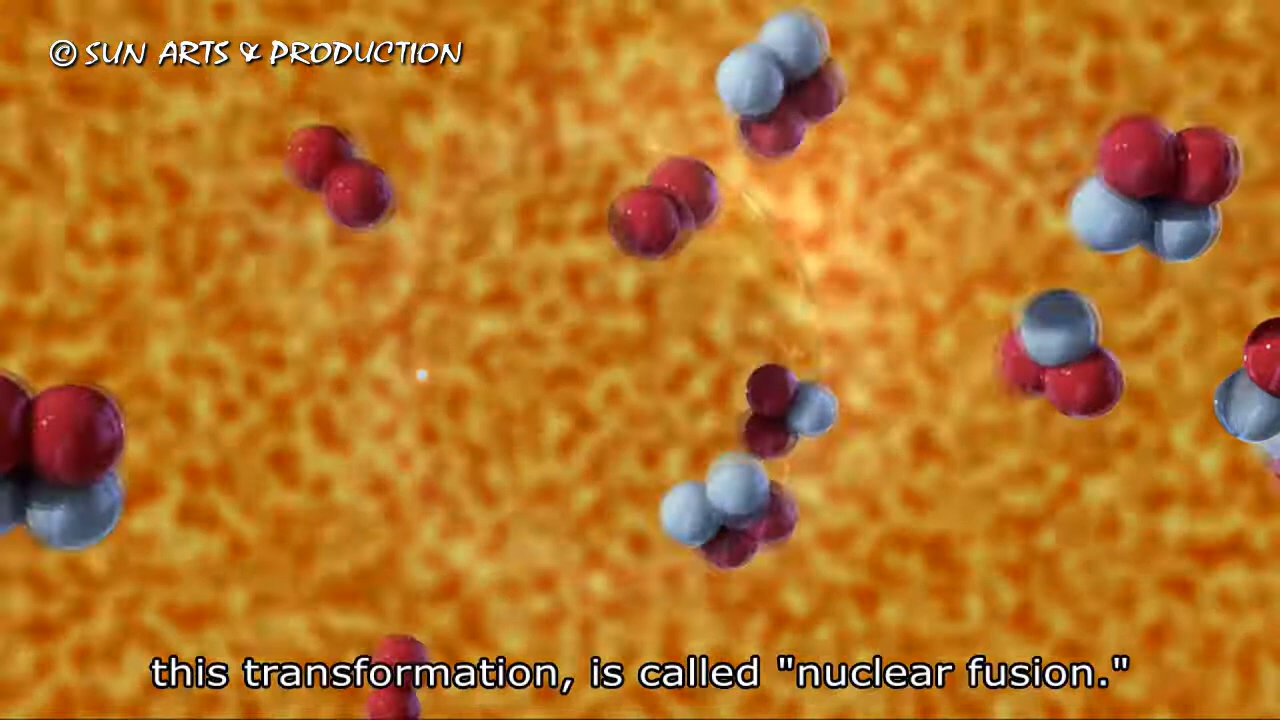 © SUN ARTS & PRODUCTION
this transformation, is called "nuclear fusion."